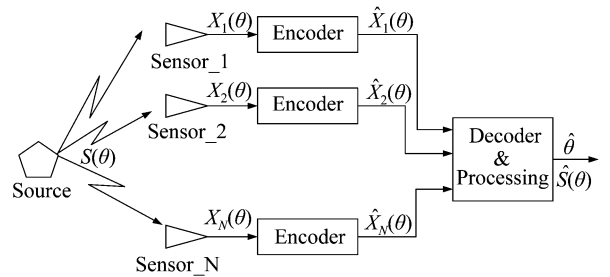 X₁(θ) Encoder X̂₁(θ)
Sensor_1
X₂(θ) Encoder X̂₂(θ)
Sensor_2
S(θ)
Source
Decoder
&
Processing
θ̂
Ŝ(θ)
X_N(θ) Encoder X̂_N(θ)
Sensor_N